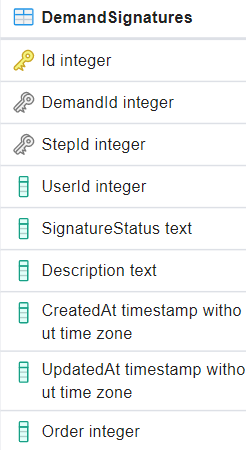 DemandSignatures
Id integer
DemandId integer
StepId integer
UserId integer
SignatureStatus text
Description text
CreatedAt timestamp witho
ut time zone
UpdatedAt timestamp witho
ut time zone
Order integer